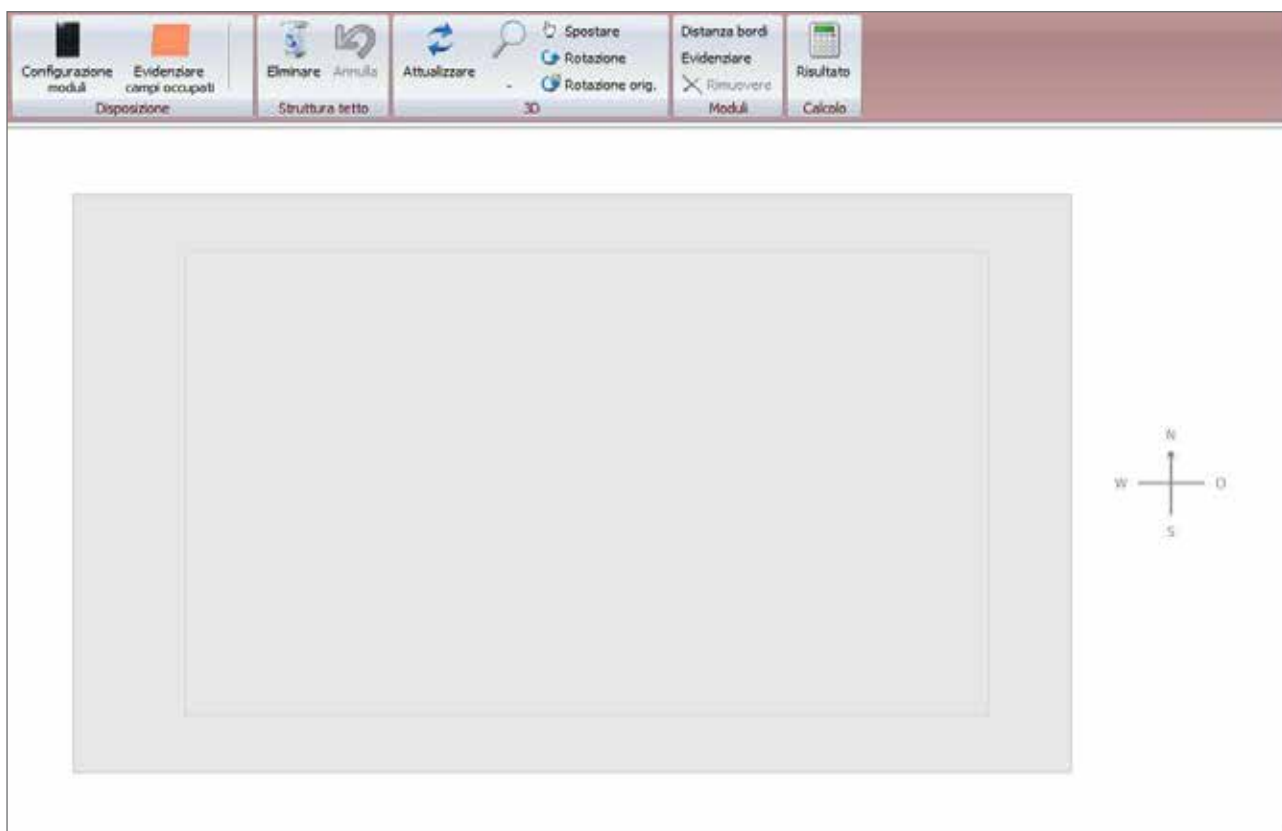 Configurazione moduli
Evidenziare campi occupati
Disposizione
Eliminare
Annulla
Struttura tetto
Attualizzare
-
Spostare
Rotazione
Rotazione orig.
3D
Distanza bordi
Evidenziare
Rimuovere
Moduli
Risultato
Calcolo
N
W O
S